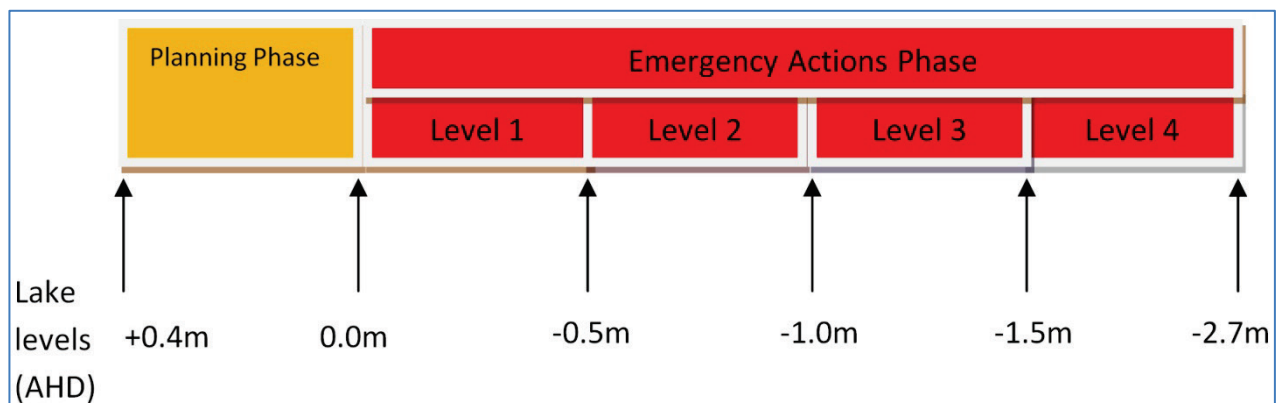 Planning Phase
Emergency Actions Phase
Level 1
Level 2
Level 3
Level 4
Lake
levels
(AHD)
+0.4m
0.0m
-0.5m
-1.0m
-1.5m
-2.7m